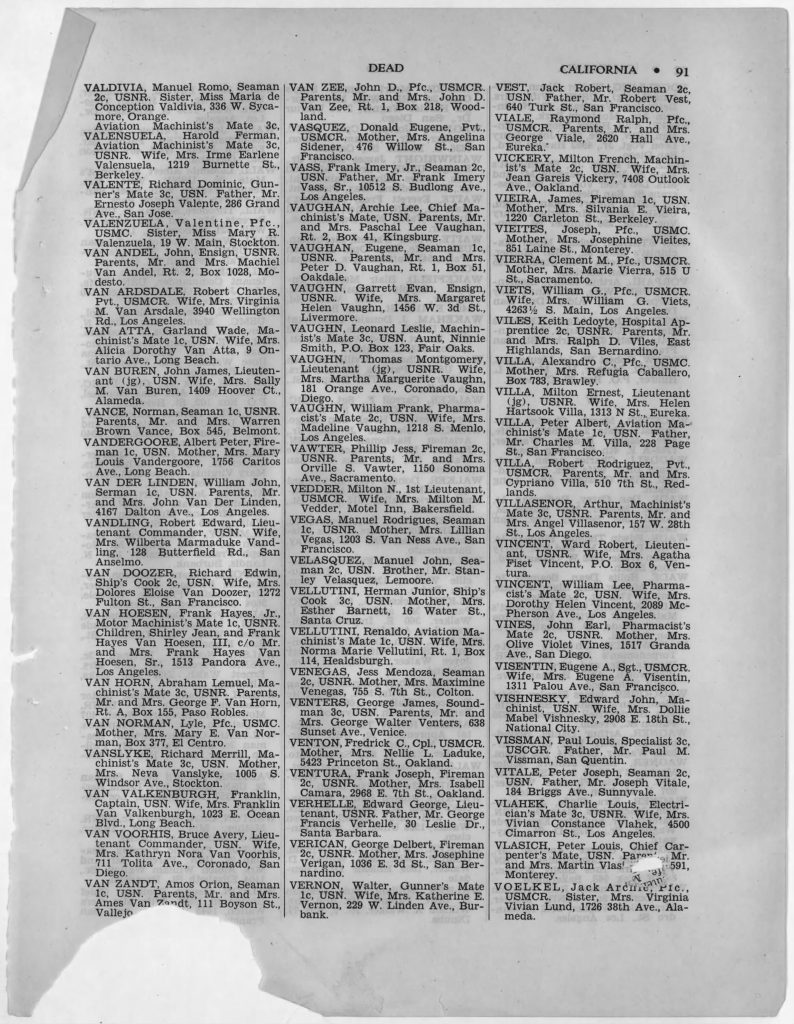 DEAD
CALIFORNIA • 91
VALDIVIA, Manuel Romo, Seaman
2c, USNR. Sister, Miss Maria de
Conception Valdivia, 336 W. Syca-
more, Orange.
Aviation Machinist's Mate 3c,
VALENSUELA, Harold Ferman,
Aviation Machinist's Mate 3c,
USNR. Wife, Mrs. Irme Earlene
Valensuela, 1219 Burnette St.,
Berkeley.
VALENTE, Richard Dominic, Gun-
ner's Mate 3c, USN. Father, Mr.
Ernesto Joseph Valente, 286 Grand
Ave., San Jose.
VALENZUELA, Valentine, Pfc.,
USMC. Sister, Miss Mary R.
Valenzuela, 19 W. Main, Stockton.
VAN ANDEL, John, Ensign, USNR.
Parents, Mr. and Mrs. Machiel
Van Andel, Rt. 2, Box 1028, Mo-
desto.
VAN ARDSDALE, Robert Charles,
Pvt., USMCR. Wife, Mrs. Virginia
M. Van Arsdale, 3940 Wellington
Rd., Los Angeles.
VAN ATTA, Garland Wade, Ma-
chinist's Mate 1c, USN. Wife, Mrs.
Alicia Dorothy Van Atta, 9 On-
tario Ave., Long Beach.
VAN BUREN, John James, Lieuten-
ant (jg), USN. Wife, Mrs. Sally
M. Van Buren, 1409 Hoover Ct.,
Alameda.
VANCE, Norman, Seaman 1c, USNR.
Parents, Mr. and Mrs. Warren
Brown Vance, Box 545, Belmont.
VANDERGOORE, Albert Peter, Fire-
man 1c, USN. Mother, Mrs. Mary
Louis Vandergoore, 1756 Caritos
Ave., Long Beach.
VAN DER LINDEN, William John,
Serman 1c, USN. Parents, Mr.
and Mrs. John Van Der Linden,
4167 Dalton Ave., Los Angeles.
VANDLING, Robert Edward, Lieu-
tenant Commander, USN. Wife,
Mrs. Wilberta Marmaduke Vand-
ling, 128 Butterfield Rd., San
Anselmo.
VAN DOOZER, Richard Edwin,
Ship's Cook 2c, USN. Wife, Mrs.
Dolores Eloise Van Doozer, 1272
Fulton St., San Francisco.
VAN HOESEN, Frank Hayes, Jr.,
Motor Machinist's Mate 1c, USNR.
Children, Shirley Jean, and Frank
Hayes Van Hoesen, III, c/o Mr.
and Mrs. Frank Hayes Van
Hoesen, Sr., 1513 Pandora Ave.,
Los Angeles.
VAN HORN, Abraham Lemuel, Ma-
chinist's Mate 3c, USNR. Parents,
Mr. and Mrs. George F. Van Horn,
Rt. A, Box 155, Paso Robles.
VAN NORMAN, Lyle, Pfc., USMC.
Mother, Mrs. Mary E. Van Nor-
man, Box 377, El Centro.
VANSLYKE, Richard Merrill, Ma-
chinist's Mate 3c, USN. Mother,
Mrs. Neva Vanslyke, 1005 S.
Windsor Ave., Stockton.
VAN VALKENBURGH, Franklin,
Captain, USN. Wife, Mrs. Franklin
Van Valkenburgh, 1023 E. Ocean
Blvd., Long Beach.
VAN VOORHIS, Bruce Avery, Lieu-
tenant Commander, USN. Wife,
Mrs. Kathryn Nora Van Voorhis,
711 Tolita Ave., Coronado, San
Diego.
VAN ZANDT, Amos Orion, Seaman
1c, USN. Parents, Mr. and Mrs.
Ames Van Zandt, 111 Boyson St.,
Vallejo
VAN ZEE, John D., Pfc., USMCR.
Parents, Mr. and Mrs. John D.
Van Zee, Rt. 1, Box 218, Wood-
land.
VASQUEZ, Donald Eugene, Pvt.,
USMCR. Mother, Mrs. Angelina
Sidener, 476 Willow St., San
Francisco.
VASS, Frank Imery, Jr., Seaman 2c,
USN. Father, Mr. Frank Imery
Vass, Sr., 10512 S. Budlong Ave.,
Los Angeles.
VAUGHAN, Archie Lee, Chief Ma-
chinist's Mate, USN. Parents, Mr.
and Mrs. Paschal Lee Vaughan,
Rt. 2, Box 41, Kingsburg.
VAUGHAN, Eugene, Seaman 1c,
USN. Parents, Mr. and Mrs.
Peter D. Vaughan, Rt. 1, Box 51,
Oakdale.
VAUGHN, Garrett Evan, Ensign,
USNR. Wife, Mrs. Margaret
Helen Vaughn, 1456 W. 3d St.,
Livermore.
VAUGHN, Leonard Leslie, Machin-
ist's Mate 3c, USN. Aunt, Ninnie
Smith, P.O. Box 123, Fair Oaks.
VAUGHN, Thomas Montgomery,
Lieutenant (jg), USNR. Wife,
Mrs. Martha Marguerite Vaughn,
181 Orange Ave., Coronado, San
Diego.
VAUGHN, William Frank, Pharma-
cist's Mate 2c, USN. Wife, Mrs.
Madeline Vaughn, 1218 S. Menlo,
Los Angeles.
VAWTER, Phillip Jess, Fireman 2c,
USNR. Parents, Mr. and Mrs.
Orville S. Vawter, 1150 Sonoma
Ave., Sacramento.
VEDDER, Milton N., 1st Lieutenant,
USMCR. Wife, Mrs. Milton M.
Vedder, Motel Inn, Bakersfield.
VEGAS, Manuel Rodrigues, Seaman
1c, USNR. Mother, Mrs. Lillian
Vegas, 1203 S. Van Ness Ave., San
Francisco.
VELASQUEZ, Manuel John, Sea-
man 2c, USN. Brother, Mr. Stan-
ley Velasquez, Lemoore.
VELLUTINI, Herman Junior, Ship's
Cook 3c, USN. Mother, Mrs.
Esther Barnett, 16 Water St.,
Santa Cruz.
VELLUTINI, Renaldo, Aviation Ma-
chinist's Mate 1c, USN. Wife, Mrs.
Norma Marie Vellutini, Rt. 1, Box
114, Healdsburgh.
VENEGAS, Jess Mendoza, Seaman
2c, USNR. Mother, Mrs. Maximine
Venegas, 755 S. 7th St., Colton.
VENTERS, George James, Sound-
man 3c, USN. Parents, Mr. and
Mrs. George Walter Venters, 638
Sunset Ave., Venice.
VENTON, Fredrick C., Cpl., USMCR.
Mother, Mrs. Nellie L. Laduke,
5423 Princeton St., Oakland.
VENTURA, Frank Joseph, Fireman
2c, USNR. Mother, Mrs. Isabell
Camara, 2968 E. 7th St., Oakland.
VERHELLE, Edward George, Lieu-
tenant, USNR. Father, Mr. George
Francis Verhelle, 30 Leslie Dr.,
Santa Barbara.
VERICAN, George Delbert, Fireman
2c, USNR. Mother, Mrs. Josephine
Verigan, 1036 E. 3d St., San Ber-
nardino.
VERNON, Walter, Gunner's Mate
1c, USN. Wife, Mrs. Katherine E.
Vernon, 229 W. Linden Ave., Bur-
bank.
VEST, Jack Robert, Seaman 2c,
USN. Father, Mr. Robert Vest,
640 Turk St., San Francisco.
VIALE, Raymond Ralph, Pfc.,
USMCR. Parents, Mr. and Mrs.
George Viale, 2620 Hall Ave.,
Eureka.
VICKERY, Milton French, Machin-
ist's Mate 2c, USN. Wife, Mrs.
Jean Gareis Vickery, 7408 Outlook
Ave., Oakland.
VIEIRA, James, Fireman 1c, USN.
Mother, Mrs. Silvania E. Vieira,
1220 Carleton St., Berkeley.
VIEITES, Joseph, Pfc., USMC.
Mother, Mrs. Josephine Vieites,
851 Laine St., Monterey.
VIERRA, Clement M., Pfc., USMCR.
Mother, Mrs. Marie Vierra, 515 U
St., Sacramento.
VIETS, William G., Pfc., USMCR.
Wife, Mrs. William G. Viets,
4263½ S. Main, Los Angeles.
VILES, Keith Ledoyte, Hospital Ap-
prentice 2c, USNR. Parents, Mr.
and Mrs. Ralph D. Viles, East
Highlands, San Bernardino.
VILLA, Alexandro C., Pfc., USMC.
Mother, Mrs. Refugia Caballero,
Box 783, Brawley.
VILLA, Milton Ernest, Lieutenant
(jg), USNR. Wife, Mrs. Helen
Hartsook Villa, 1313 N St., Eureka.
VILLA, Peter Albert, Aviation Ma-
chinist's Mate 1c, USN. Father,
Mr. Charles M. Villa, 228 Page
St., San Francisco.
VILLA, Robert Rodriguez, Pvt.,
USMCR. Parents, Mr. and Mrs.
Cypriano Villa, 510 7th St., Red-
lands.
VILLASENOR, Arthur, Machinist's
Mate 3c, USNR. Parents, Mr. and
Mrs. Angel Villasenor, 157 W. 28th
St., Los Angeles.
VINCENT, Ward Robert, Lieuten-
ant, USNR. Wife, Mrs. Agatha
Fiset Vincent, P.O. Box 6, Ven-
tura.
VINCENT, William Lee, Pharma-
cist's Mate 2c, USN. Wife, Mrs.
Dorothy Helen Vincent, 2089 Mc-
Pherson Ave., Los Angeles.
VINES, John Earl, Pharmacist's
Mate 2c, USNR. Mother, Mrs.
Olive Violet Vines, 1517 Granda
Ave., San Diego.
VISENTIN, Eugene A., Sgt., USMCR.
Wife, Mrs. Eugene A. Visentin,
1311 Palou Ave., San Francisco.
VISHNESKY, Edward John, Ma-
chinist, USN. Wife, Mrs. Dollie
Mabel Vishnesky, 2908 E. 18th St.,
National City.
VISSMAN, Paul Louis, Specialist 3c,
USCGR. Father, Mr. Paul M.
Vissman, San Quentin.
VITALE, Peter Joseph, Seaman 2c,
USN. Father, Mr. Joseph Vitale,
184 Briggs Ave., Sunnyvale.
VLAHEK, Charlie Louis, Electri-
cian's Mate 3c, USNR. Wife, Mrs.
Vivian Constance Vlahek, 4500
Cimarron St., Los Angeles.
VLASICH, Peter Louis, Chief Car-
penter's Mate, USN. Parents, Mr.
and Mrs. Martin 591,
Monterey.
VOELKEL, Jack Pfc.,
USMCR. Sister, Mrs. Virginia
Vivian Lund, 1726 38th Ave., Ala-
meda.